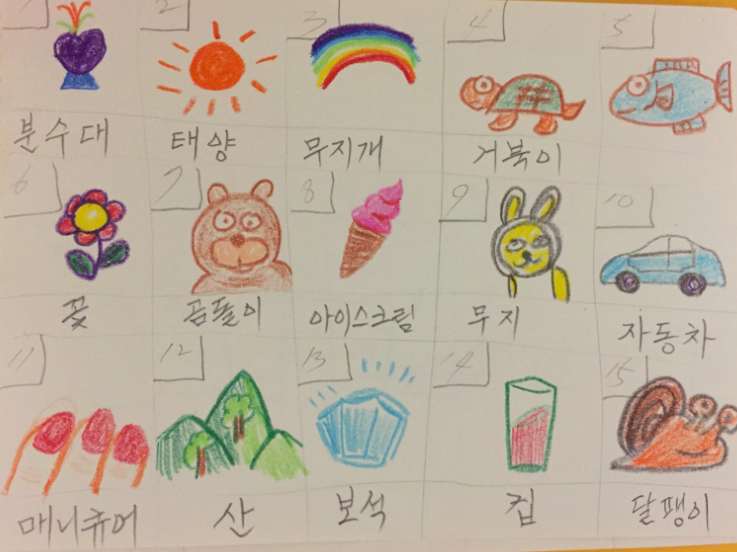 1 2 3 4 5
분수대 태양 무지개 거북이
6 7 8 9 10
꽃 곰돌이 아이스크림 무지 자동차
11 12 13 14 15
매니큐어 산 보석 컵 달팽이